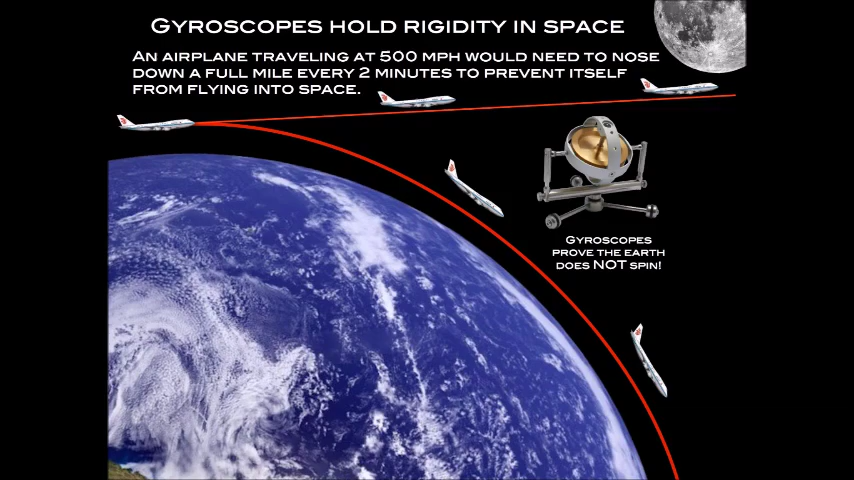 Gyroscopes hold rigidity in space
An airplane traveling at 500 mph would need to nose
down a full mile every 2 minutes to prevent itself
from flying into space.
Gyroscopes
prove the earth
does NOT spin!